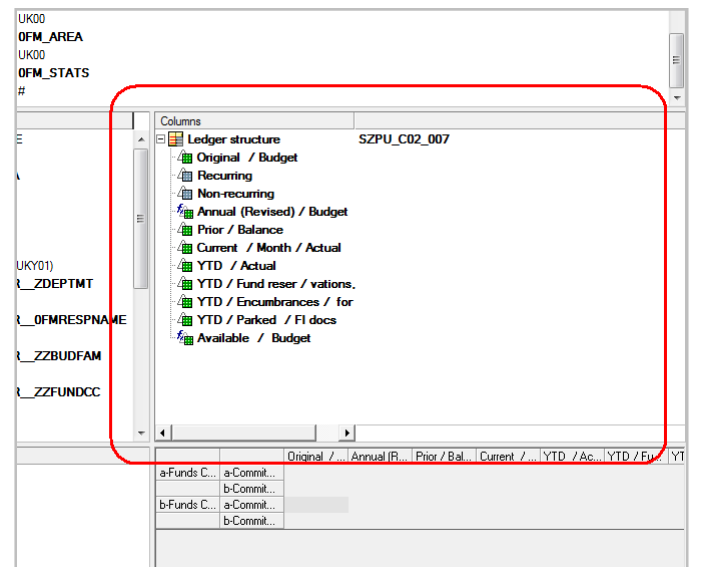 UK00
0FM_AREA
UK00
0FM_STATS
#
Columns
Ledger structure SZPU_C02_007
Original / Budget
Recurring
Non-recurring
Annual (Revised) / Budget
Prior / Balance
Current / Month / Actual
YTD / Actual
YTD / Fund reser / vations,
YTD / Encumbrances / for
YTD / Parked / FI docs
Available / Budget
UKY01)
R__ZDEPTMT
R__0FMRESPNAME
R__ZZBUDFAM
R__ZZFUNDCC
Original / ... Annual (R... Prior / Bal... Current / ... YTD / Ac... YTD / Fu... YT
a-Funds C... a-Commit...
b-Commit...
b-Funds C... a-Commit...
b-Commit...